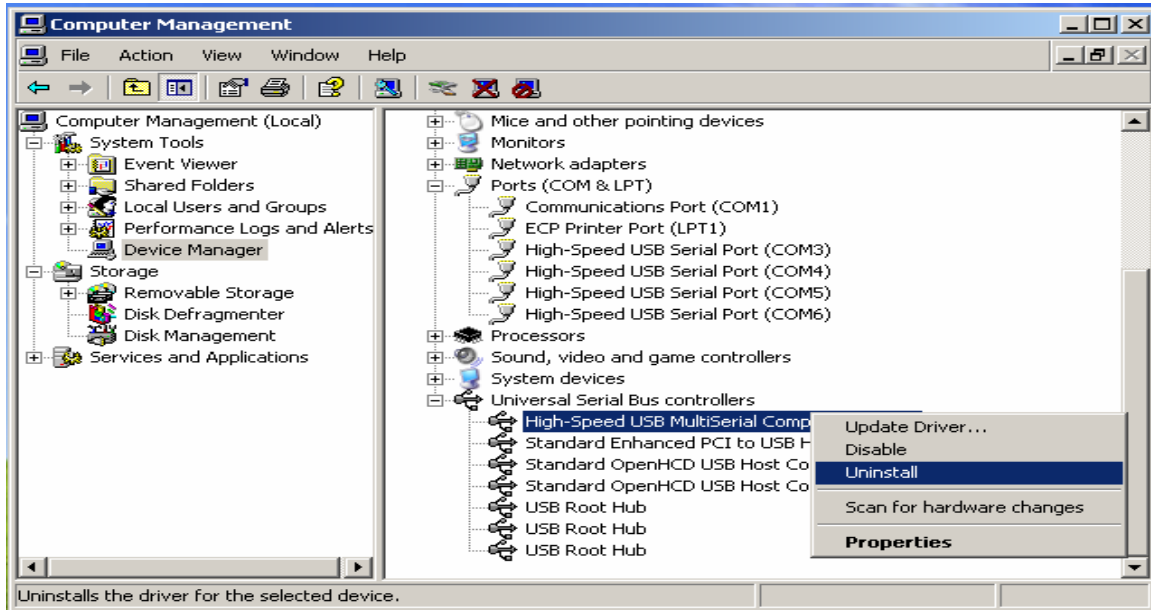 Computer Management
File Action View Window Help
Computer Management (Local)
System Tools
Event Viewer
Shared Folders
Local Users and Groups
Performance Logs and Alerts
Device Manager
Storage
Removable Storage
Disk Defragmenter
Disk Management
Services and Applications
Mice and other pointing devices
Monitors
Network adapters
Ports (COM & LPT)
Communications Port (COM1)
ECP Printer Port (LPT1)
High-Speed USB Serial Port (COM3)
High-Speed USB Serial Port (COM4)
High-Speed USB Serial Port (COM5)
High-Speed USB Serial Port (COM6)
Processors
Sound, video and game controllers
System devices
Universal Serial Bus controllers
High-Speed USB MultiSerial Comp
Standard Enhanced PCI to USB H
Standard OpenHCD USB Host Co
Standard OpenHCD USB Host Co
USB Root Hub
USB Root Hub
USB Root Hub
Update Driver...
Disable
Uninstall
Scan for hardware changes
Properties
Uninstalls the driver for the selected device.